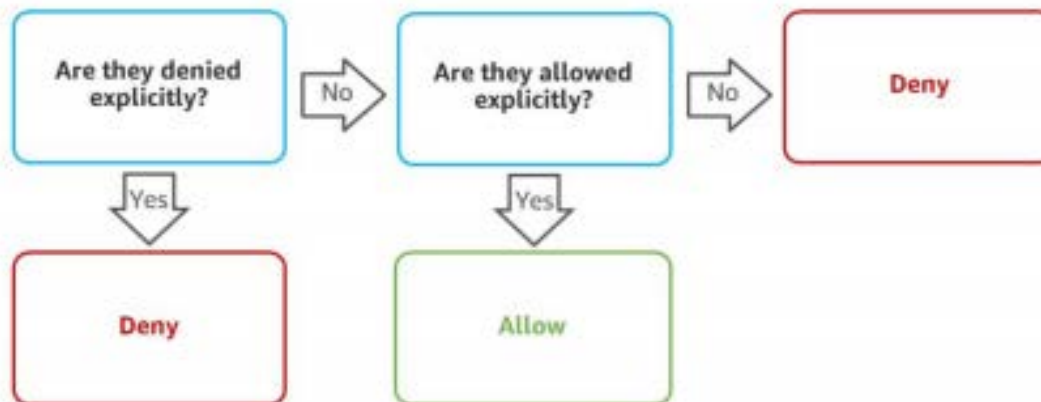 Are they denied
explicitly?
No
Are they allowed
explicitly?
No
Deny
Yes
Yes
Deny
Allow